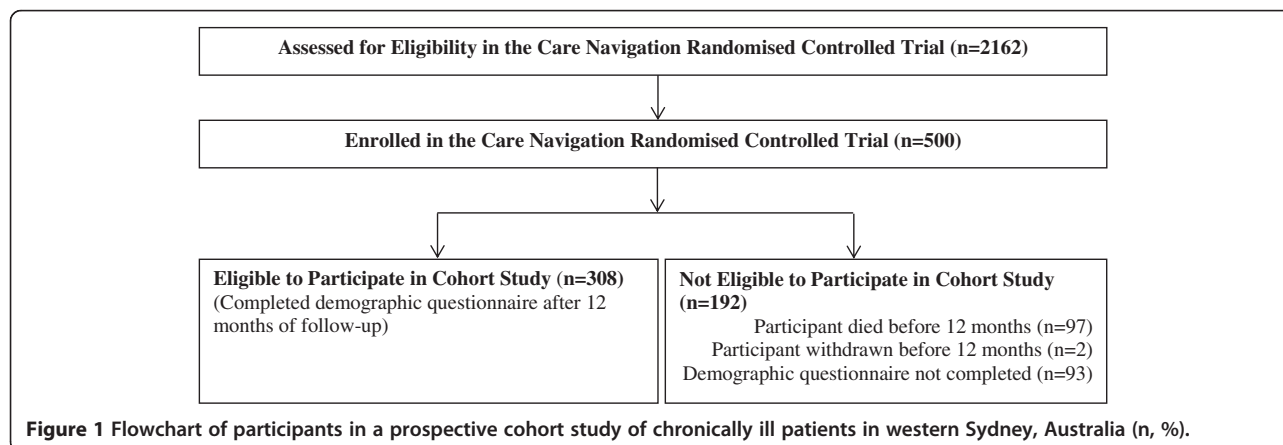 Assessed for Eligibility in the Care Navigation Randomised Controlled Trial (n=2162)
Enrolled in the Care Navigation Randomised Controlled Trial (n=500)
Eligible to Participate in Cohort Study (n=308)
(Completed demographic questionnaire after 12
months of follow-up)
Not Eligible to Participate in Cohort Study
(n=192)
Participant died before 12 months (n=97)
Participant withdrawn before 12 months (n=2)
Demographic questionnaire not completed (n=93)
Figure 1 Flowchart of participants in a prospective cohort study of chronically ill patients in western Sydney, Australia (n, %).